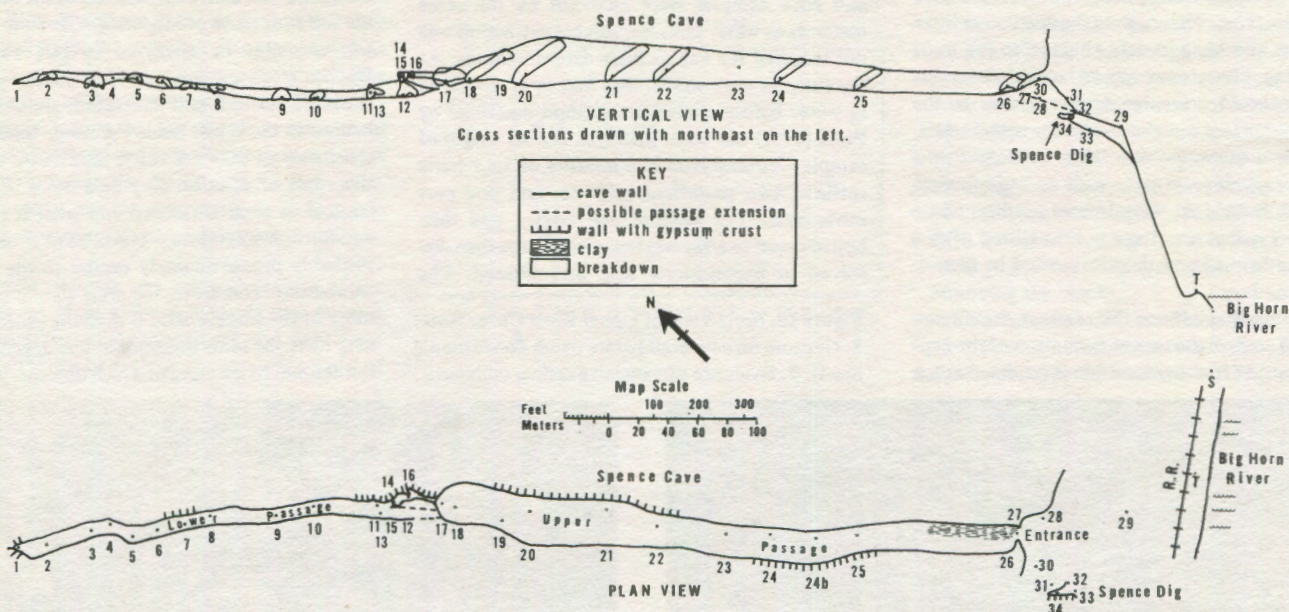 Spence Cave
14
15 16
1 2 3 4 5 6 7 8 9 10 11 13 12 17 18 19 20 21 22 23 24 25 26 27 30 28 31 32 29 34 33
VERTICAL VIEW
Cross sections drawn with northeast on the left.
Spence Dig
T
Big Horn
River
KEY
cave wall
possible passage extension
wall with gypsum crust
clay
breakdown
N
Map Scale
Feet 100 200 300
Meters 0 20 40 60 80 100
S
R.R.
T
Big Horn
River
Spence Cave
14 16
Lower Passage
Upper Passage
1 2 3 4 5 6 7 8 9 10 11 13 15 12 17 18 19 20 21 22 23 24 24b 25 26 27 28 29
Entrance
30
31 32
33 Spence Dig
34
PLAN VIEW